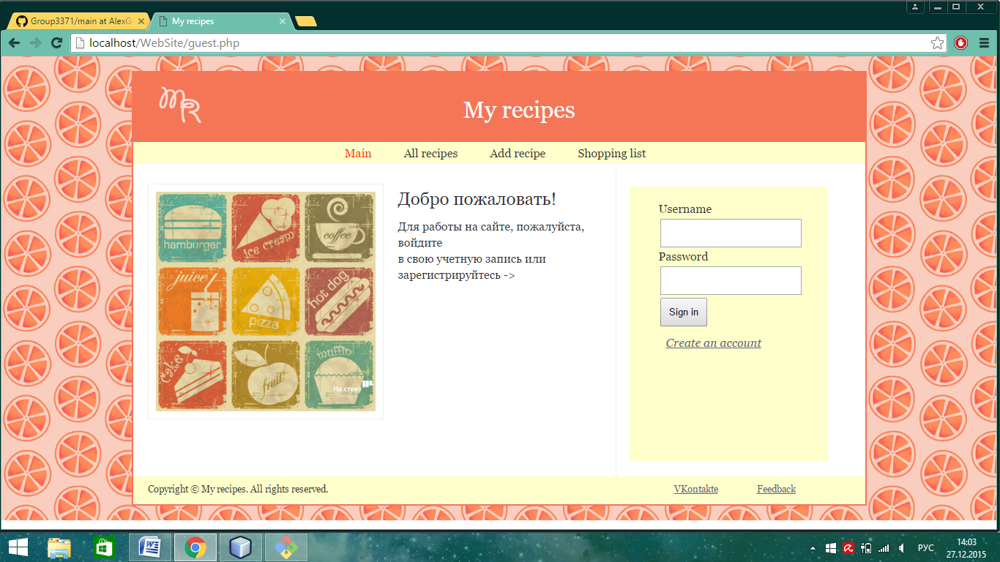 Group3371/main at AlexG
My recipes
localhost/WebSite/guest.php
MR
My recipes
Main
All recipes
Add recipe
Shopping list
hamburger
ice cream
coffee
juice
pizza
hot dog
cake
fruit
muffin
На стену
Добро пожаловать!
Для работы на сайте, пожалуйста,
войдите
в свою учетную запись или
зарегистрируйтесь ->
Username
Password
Sign in
Create an account
Copyright © My recipes. All rights reserved.
VKontakte
Feedback
РУС
14:03
27.12.2015